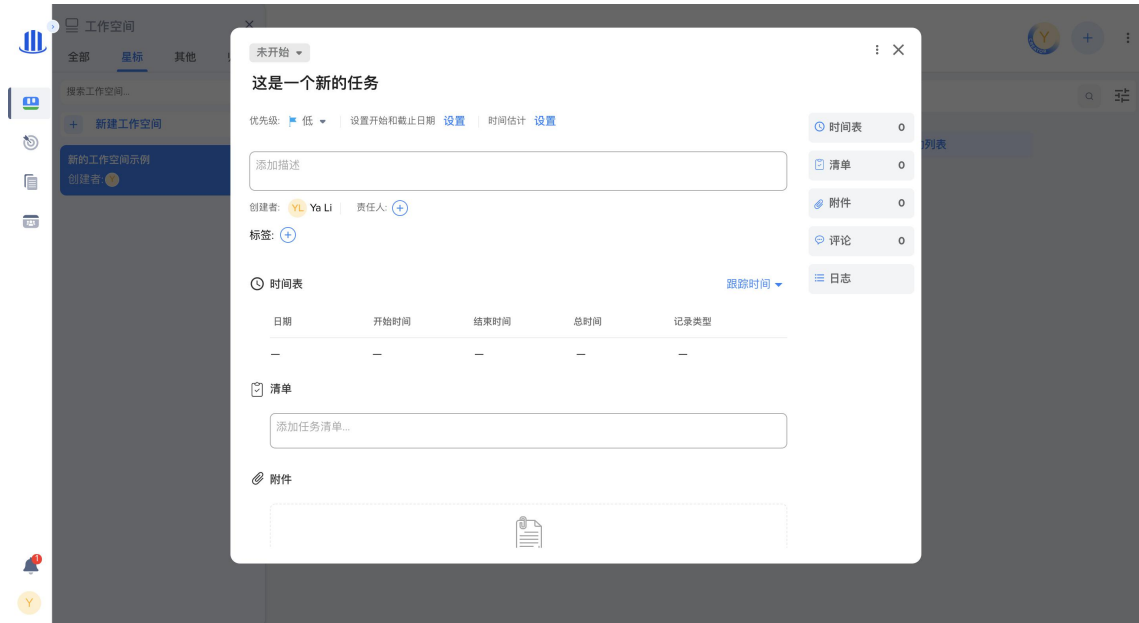 工作空间
全部 星标 其他
搜索工作空间...
+ 新建工作空间
新的工作空间示例
创建者:
未开始
这是一个新的任务
优先级: 低 设置开始和截止日期 设置 时间估计 设置
添加描述
创建者: YL Ya Li 责任人:
标签:
时间表 跟踪时间
日期 开始时间 结束时间 总时间 记录类型
— — — — —
清单
添加任务清单...
附件
时间表 0
清单 0
附件 0
评论 0
日志
列表
Y
1
Y